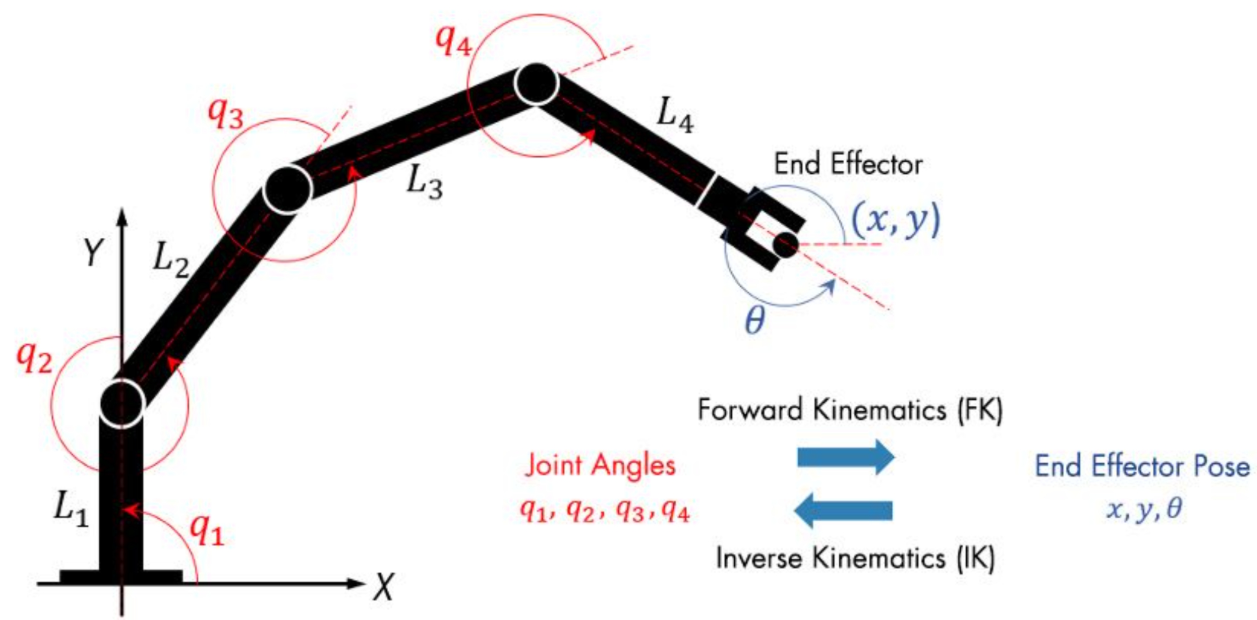 q₄
q₃
L₄
L₃
End Effector
(x, y)
Y
L₂
θ
q₂
Forward Kinematics (FK)
Joint Angles
End Effector Pose
q₁, q₂, q₃, q₄
x, y, θ
L₁
q₁
Inverse Kinematics (IK)
X